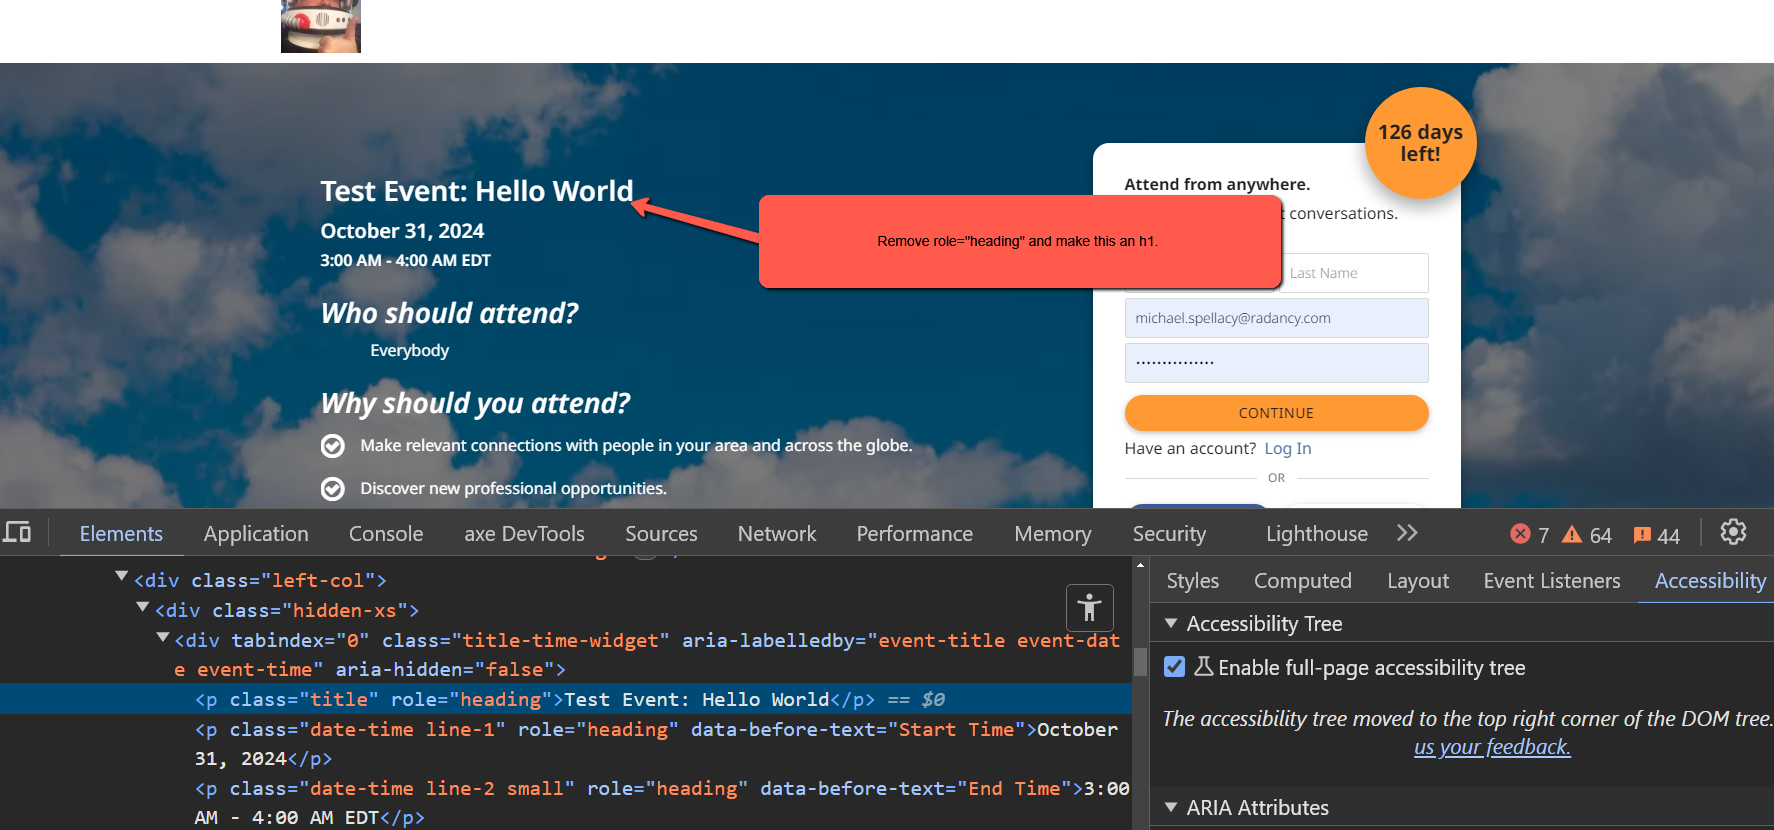 126 days
left!
Test Event: Hello World
October 31, 2024
3:00 AM - 4:00 AM EDT
Who should attend?
Everybody
Why should you attend?
Make relevant connections with people in your area and across the globe.
Discover new professional opportunities.
Remove role="heading" and make this an h1.
Attend from anywhere.
conversations.
Last Name
michael.spellacy@radancy.com
•••••••••••••••
CONTINUE
Have an account? Log In
OR
Elements Application Console axe DevTools Sources Network Performance Memory Security Lighthouse 7 64 44
<div class="left-col">
<div class="hidden-xs">
<div tabindex="0" class="title-time-widget" aria-labelledby="event-title event-dat
e event-time" aria-hidden="false">
<p class="title" role="heading">Test Event: Hello World</p> == $0
<p class="date-time line-1" role="heading" data-before-text="Start Time">October
31, 2024</p>
<p class="date-time line-2 small" role="heading" data-before-text="End Time">3:00
AM - 4:00 AM EDT</p>
Styles Computed Layout Event Listeners Accessibility
Accessibility Tree
Enable full-page accessibility tree
The accessibility tree moved to the top right corner of the DOM tree.
us your feedback.
ARIA Attributes